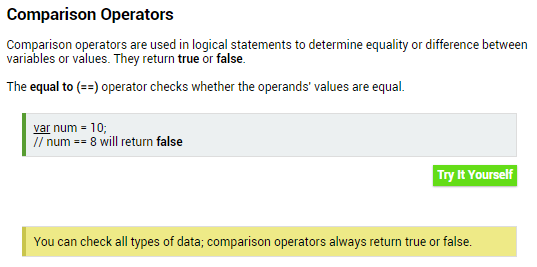 Comparison Operators
Comparison operators are used in logical statements to determine equality or difference between
variables or values. They return true or false.
The equal to (==) operator checks whether the operands' values are equal.
var num = 10;
// num == 8 will return false
Try It Yourself
You can check all types of data; comparison operators always return true or false.